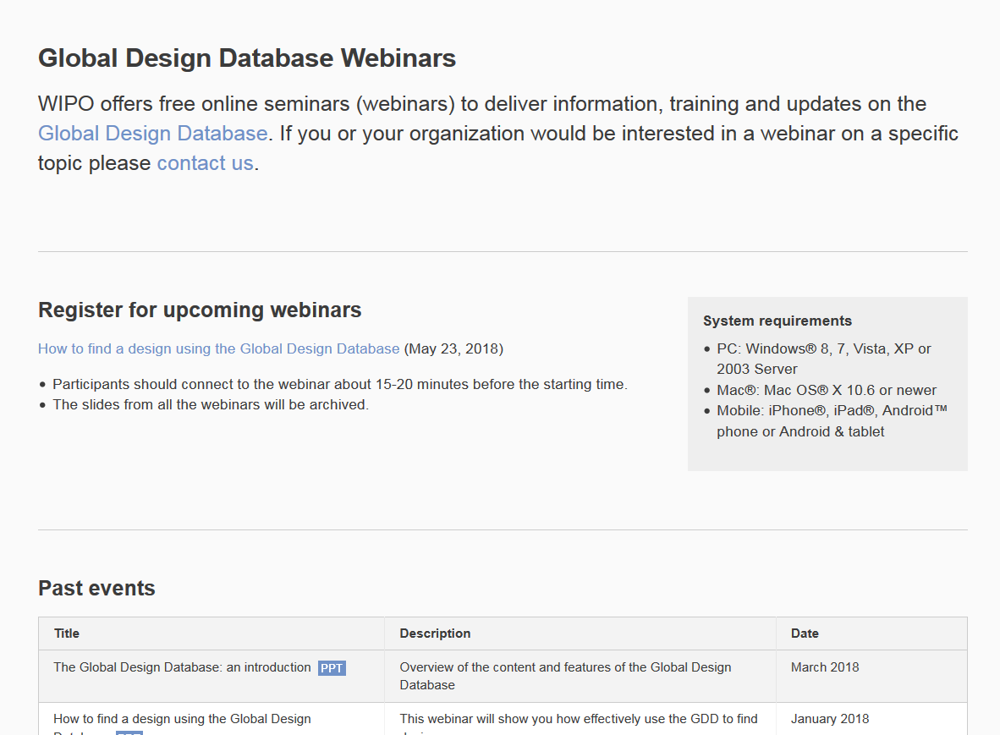 Global Design Database Webinars
WIPO offers free online seminars (webinars) to deliver information, training and updates on the
Global Design Database. If you or your organization would be interested in a webinar on a specific
topic please contact us.
Register for upcoming webinars
How to find a design using the Global Design Database (May 23, 2018)
• Participants should connect to the webinar about 15-20 minutes before the starting time.
• The slides from all the webinars will be archived.
System requirements
• PC: Windows® 8, 7, Vista, XP or
2003 Server
• Mac®: Mac OS® X 10.6 or newer
• Mobile: iPhone®, iPad®, Android™
phone or Android & tablet
Past events
Title Description Date
The Global Design Database: an introduction PPT Overview of the content and features of the Global Design March 2018
Database
How to find a design using the Global Design This webinar will show you how effectively use the GDD to find January 2018